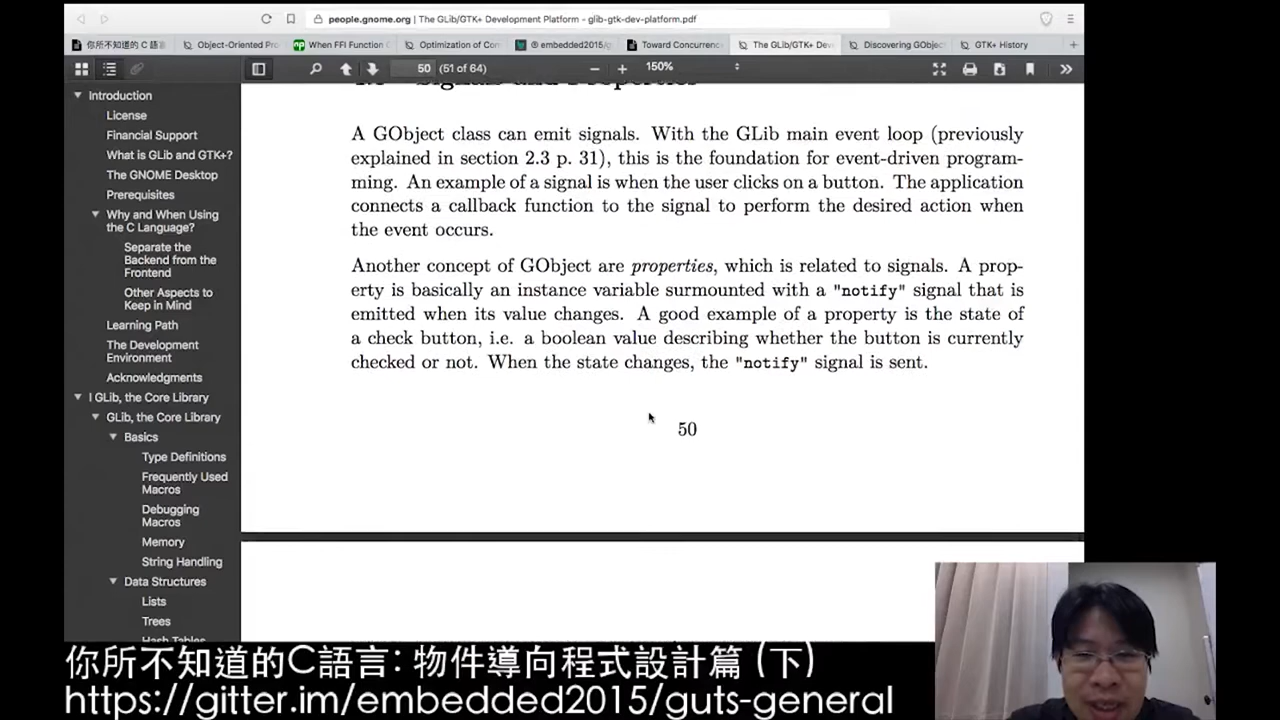 people.gnome.org | The GLib/GTK+ Development Platform - glib-gtk-dev-platform.pdf
你所不知道的 C 語言
Object-Oriented Pro
When FFI Function C
Optimization of Com
@ embedded2015/g
Toward Concurrenc
The GLib/GTK+ Dev
Discovering GObjec
GTK+ History
50 (51 of 64)
150%
Introduction
License
Financial Support
What is GLib and GTK+?
The GNOME Desktop
Prerequisites
Why and When Using
the C Language?
Separate the
Backend from the
Frontend
Other Aspects to
Keep in Mind
Learning Path
The Development
Environment
Acknowledgments
I GLib, the Core Library
GLib, the Core Library
Basics
Type Definitions
Frequently Used
Macros
Debugging
Macros
Memory
String Handling
Data Structures
Lists
Trees
Hash Tables
Signals and Properties
A GObject class can emit signals. With the GLib main event loop (previously
explained in section 2.3 p. 31), this is the foundation for event-driven program-
ming. An example of a signal is when the user clicks on a button. The application
connects a callback function to the signal to perform the desired action when
the event occurs.
Another concept of GObject are properties, which is related to signals. A prop-
erty is basically an instance variable surmounted with a "notify" signal that is
emitted when its value changes. A good example of a property is the state of
a check button, i.e. a boolean value describing whether the button is currently
checked or not. When the state changes, the "notify" signal is sent.
50
你所不知道的C語言: 物件導向程式設計篇 (下)
https://gitter.im/embedded2015/guts-general